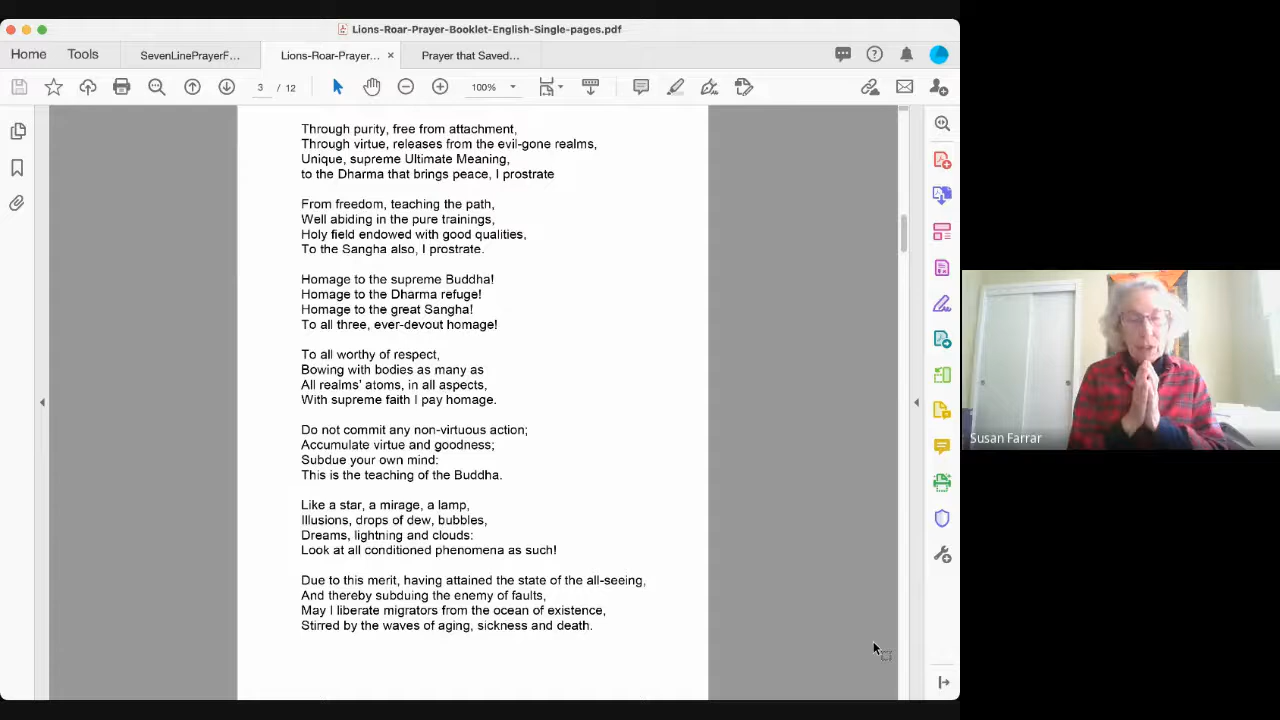 Lions-Roar-Prayer-Booklet-English-Single-pages.pdf
Home
Tools
SevenLinePrayerF...
Lions-Roar-Prayer... ×
Prayer that Saved...
3 / 12
100%
Through purity, free from attachment,
Through virtue, releases from the evil-gone realms,
Unique, supreme Ultimate Meaning,
to the Dharma that brings peace, I prostrate
From freedom, teaching the path,
Well abiding in the pure trainings,
Holy field endowed with good qualities,
To the Sangha also, I prostrate.
Homage to the supreme Buddha!
Homage to the Dharma refuge!
Homage to the great Sangha!
To all three, ever-devout homage!
To all worthy of respect,
Bowing with bodies as many as
All realms' atoms, in all aspects,
With supreme faith I pay homage.
Do not commit any non-virtuous action;
Accumulate virtue and goodness;
Subdue your own mind:
This is the teaching of the Buddha.
Like a star, a mirage, a lamp,
Illusions, drops of dew, bubbles,
Dreams, lightning and clouds:
Look at all conditioned phenomena as such!
Due to this merit, having attained the state of the all-seeing,
And thereby subduing the enemy of faults,
May I liberate migrators from the ocean of existence,
Stirred by the waves of aging, sickness and death.
Susan Farrar